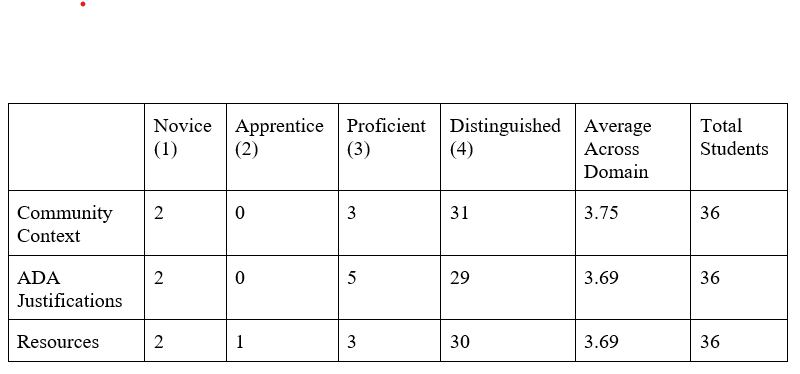 Novice Apprentice Proficient Distinguished Average Total
(1) (2) (3) (4) Across Students
Domain
Community 2 0 3 31 3.75 36
Context
ADA 2 0 5 29 3.69 36
Justifications
Resources 2 1 3 30 3.69 36